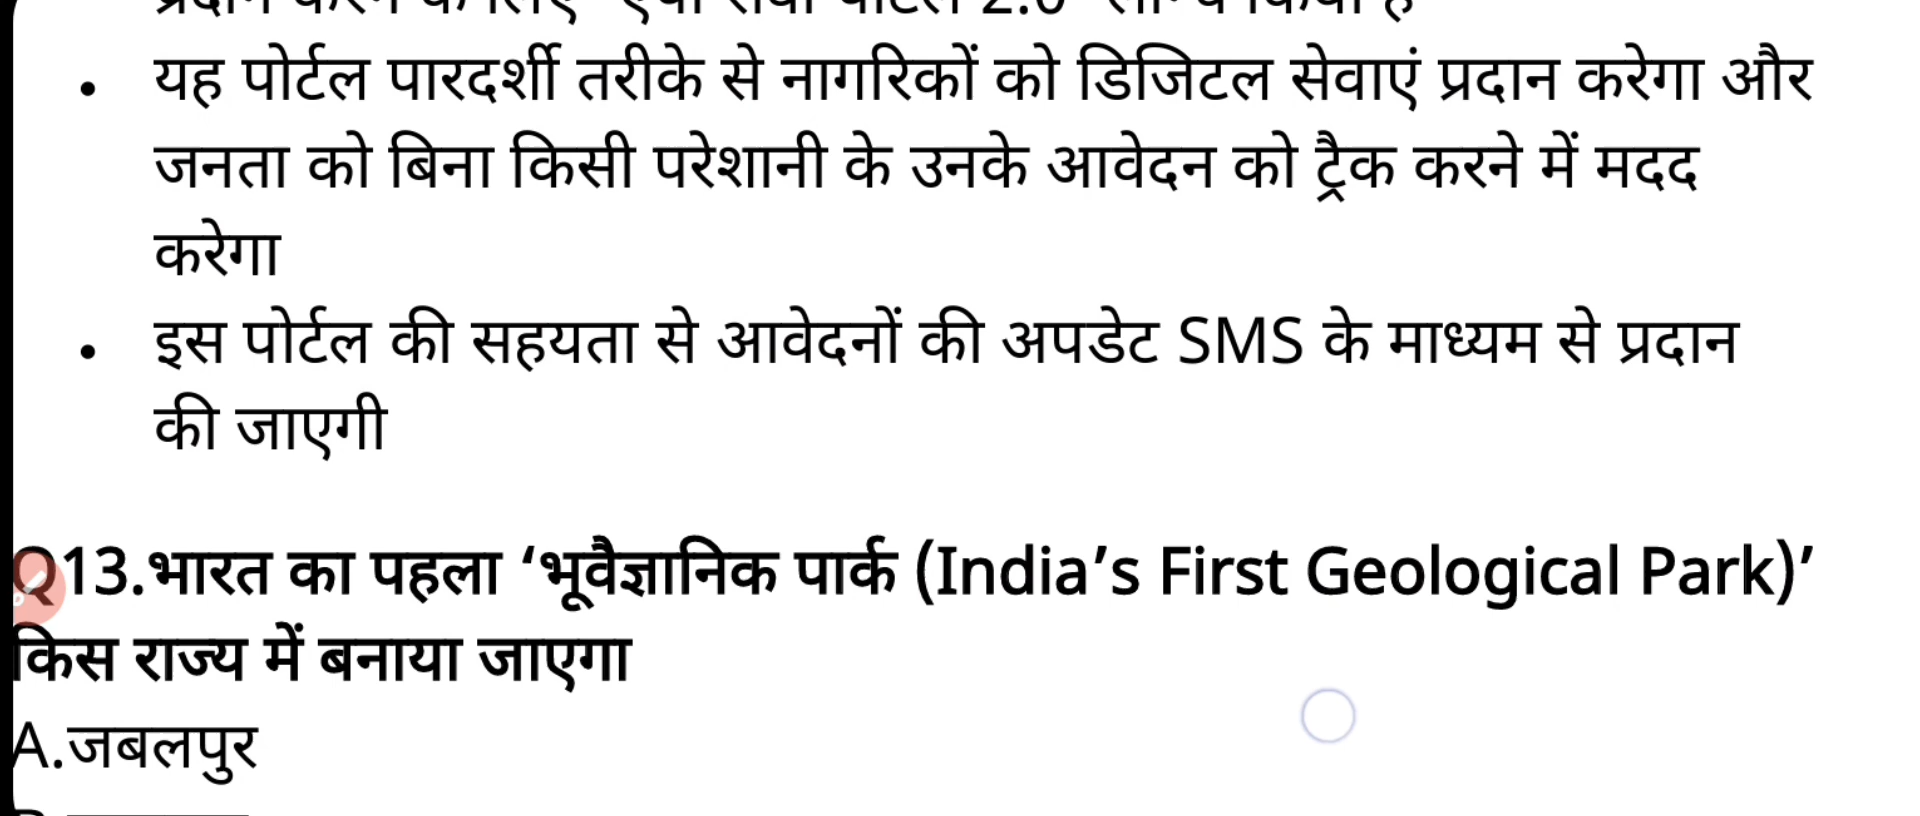 यह पोर्टल पारदर्शी तरीके से नागरिकों को डिजिटल सेवाएं प्रदान करेगा और
जनता को बिना किसी परेशानी के उनके आवेदन को ट्रैक करने में मदद
करेगा
इस पोर्टल की सहयता से आवेदनों की अपडेट SMS के माध्यम से प्रदान
की जाएगी
Q13.भारत का पहला ‘भूवैज्ञानिक पार्क (India’s First Geological Park)’
किस राज्य में बनाया जाएगा
A.जबलपुर